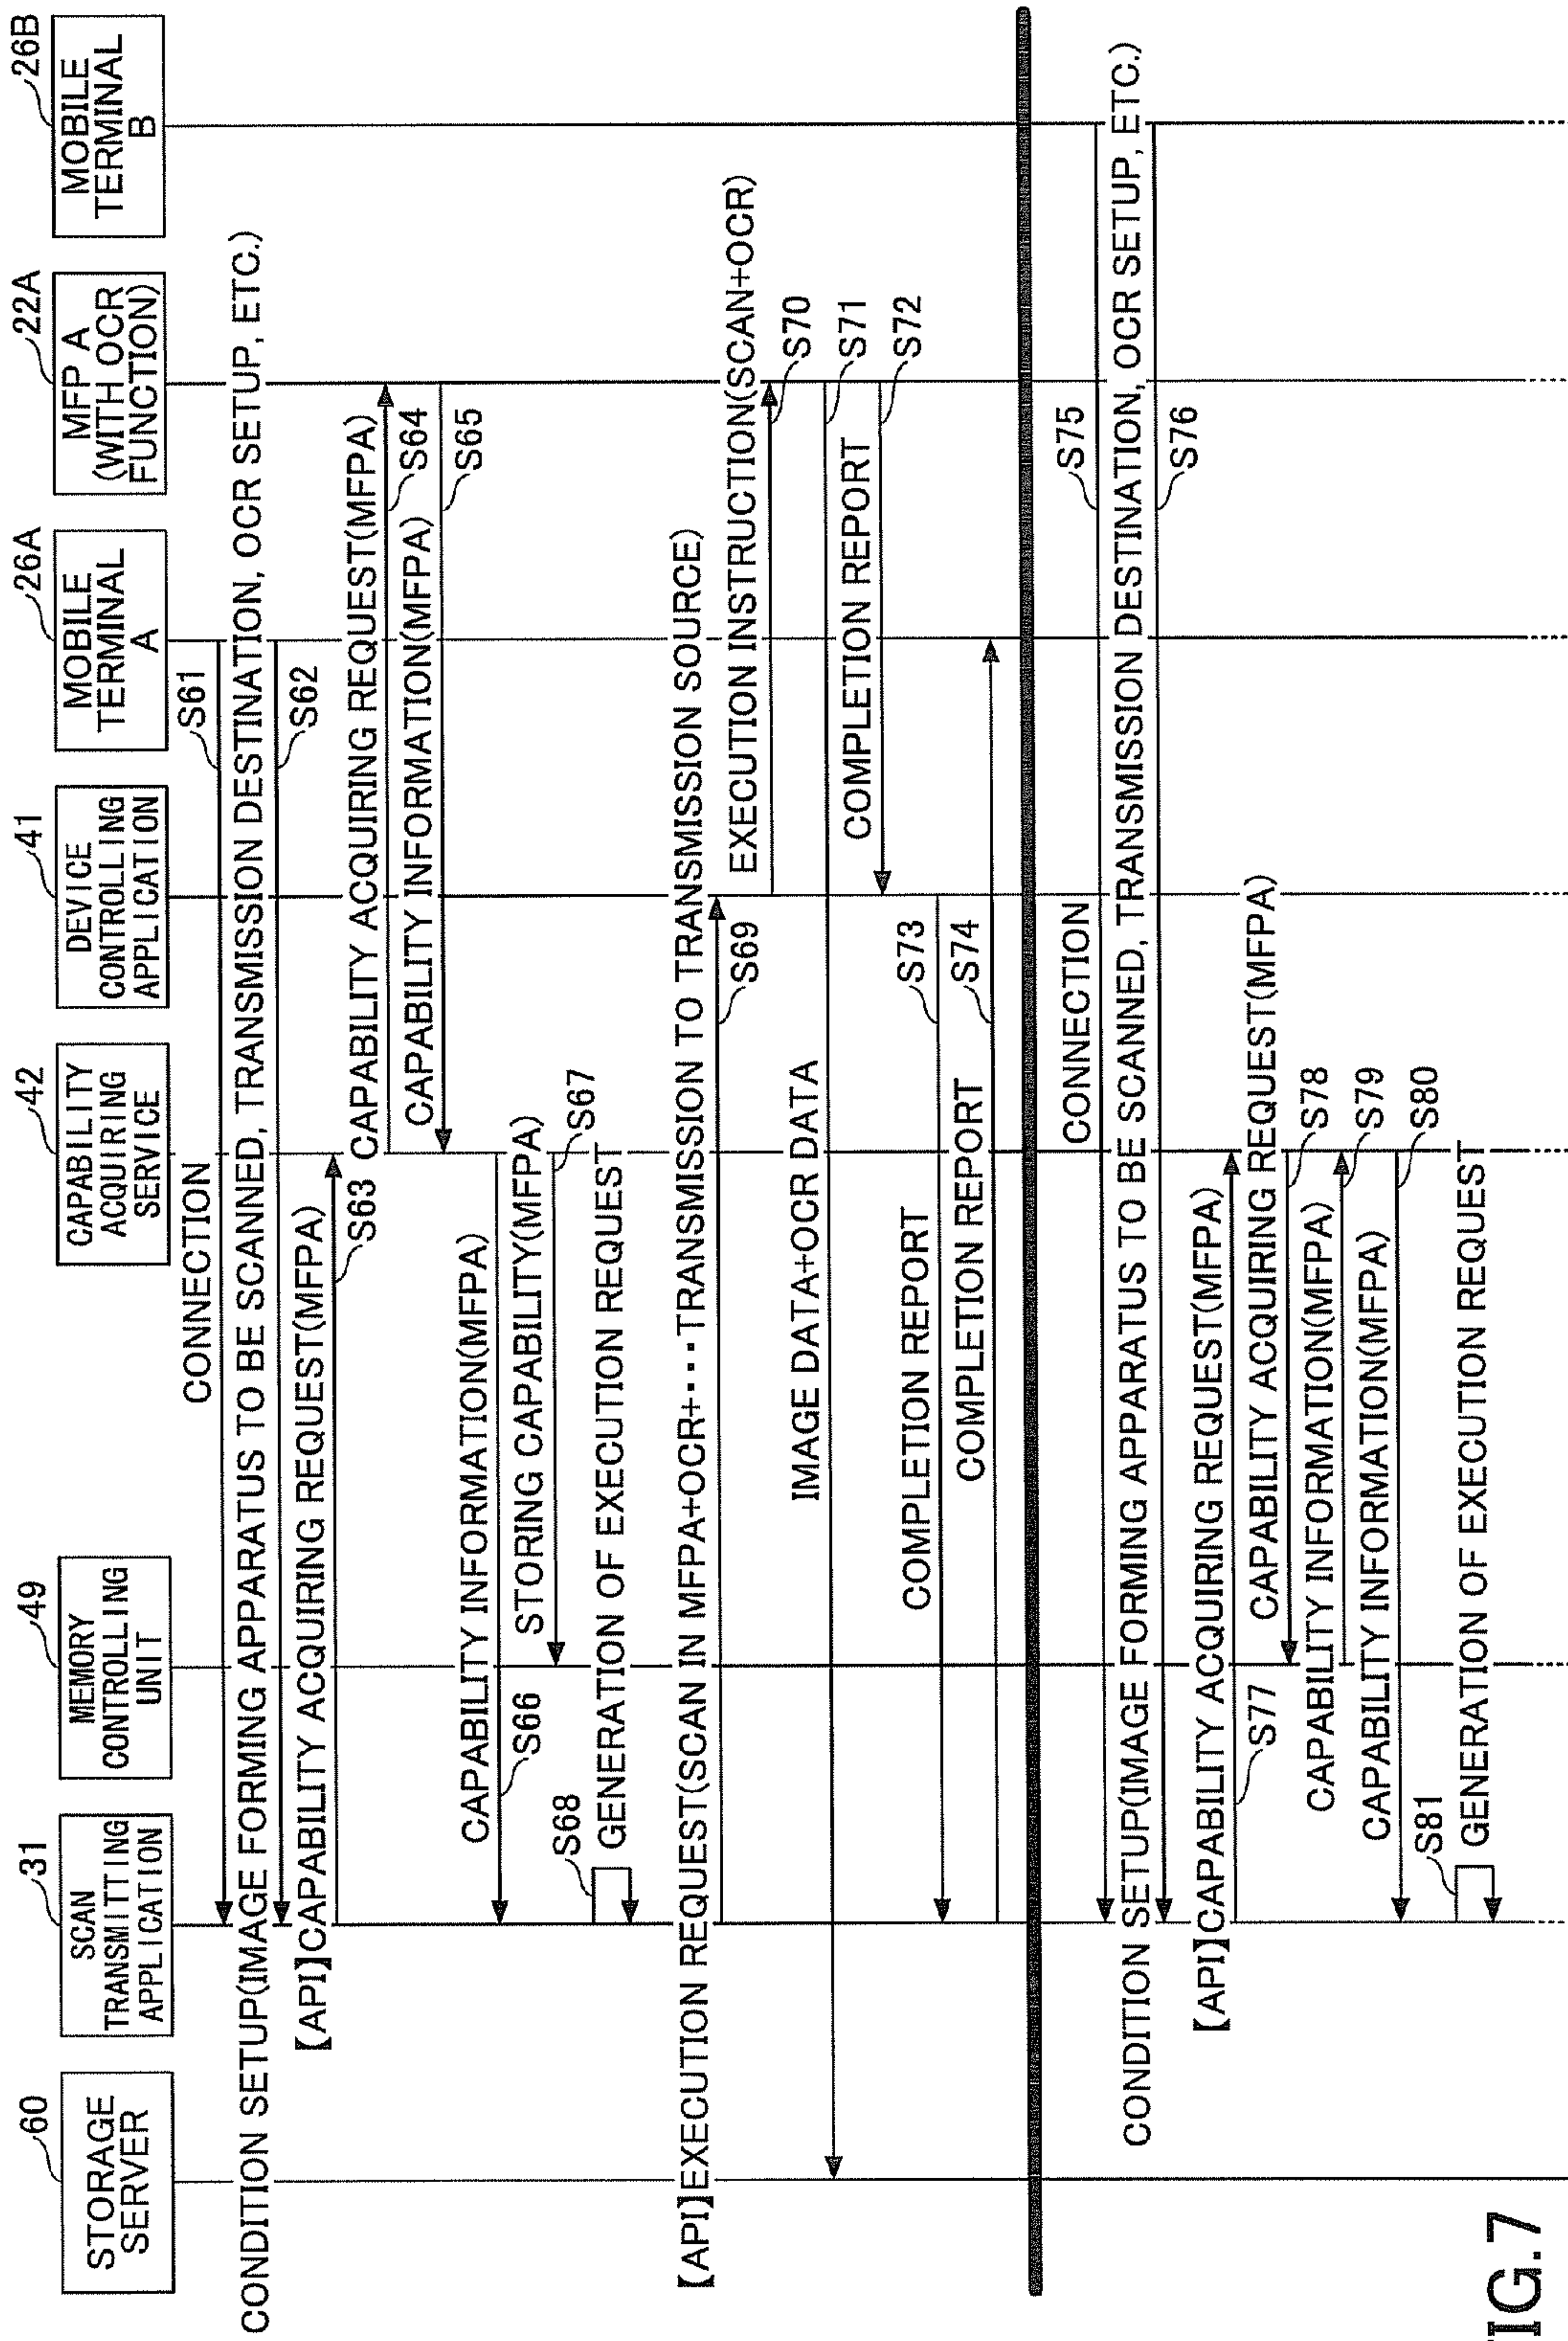 60
STORAGE
SERVER
31
SCAN
TRANSMITTING
APPLICATION
49
MEMORY
CONTROLLING
UNIT
42
CAPABILITY
ACQUIRING
SERVICE
41
DEVICE
CONTROLLING
APPLICATION
26A
MOBILE
TERMINAL
A
22A
MFP A
(WITH OCR
FUNCTION)
26B
MOBILE
TERMINAL
B
CONNECTION
S61
CONDITION SETUP(IMAGE FORMING APPARATUS TO BE SCANNED, TRANSMISSION DESTINATION, OCR SETUP, ETC.)
S62
【API】CAPABILITY ACQUIRING REQUEST(MFPA)
S63
CAPABILITY ACQUIRING REQUEST(MFPA)
S64
CAPABILITY INFORMATION(MFPA)
S65
CAPABILITY INFORMATION(MFPA)
S66
STORING CAPABILITY(MFPA)
S67
S68
GENERATION OF EXECUTION REQUEST
【API】EXECUTION REQUEST(SCAN IN MFPA+OCR+・・・・TRANSMISSION TO TRANSMISSION SOURCE)
S69
EXECUTION INSTRUCTION(SCAN+OCR)
S70
IMAGE DATA+OCR DATA
S71
COMPLETION REPORT
S72
COMPLETION REPORT
S73
COMPLETION REPORT
S74
CONNECTION
S75
CONDITION SETUP(IMAGE FORMING APPARATUS TO BE SCANNED, TRANSMISSION DESTINATION, OCR SETUP, ETC.)
S76
【API】CAPABILITY ACQUIRING REQUEST(MFPA)
S77
CAPABILITY ACQUIRING REQUEST(MFPA)
S78
CAPABILITY INFORMATION(MFPA)
S79
CAPABILITY INFORMATION(MFPA)
S80
S81
GENERATION OF EXECUTION REQUEST
FIG.7